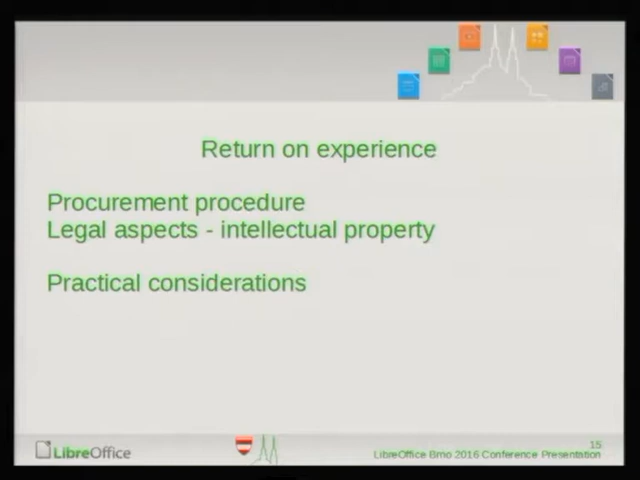 Return on experience
Procurement procedure
Legal aspects - intellectual property
Practical considerations
LibreOffice
15
LibreOffice Brno 2016 Conference Presentation